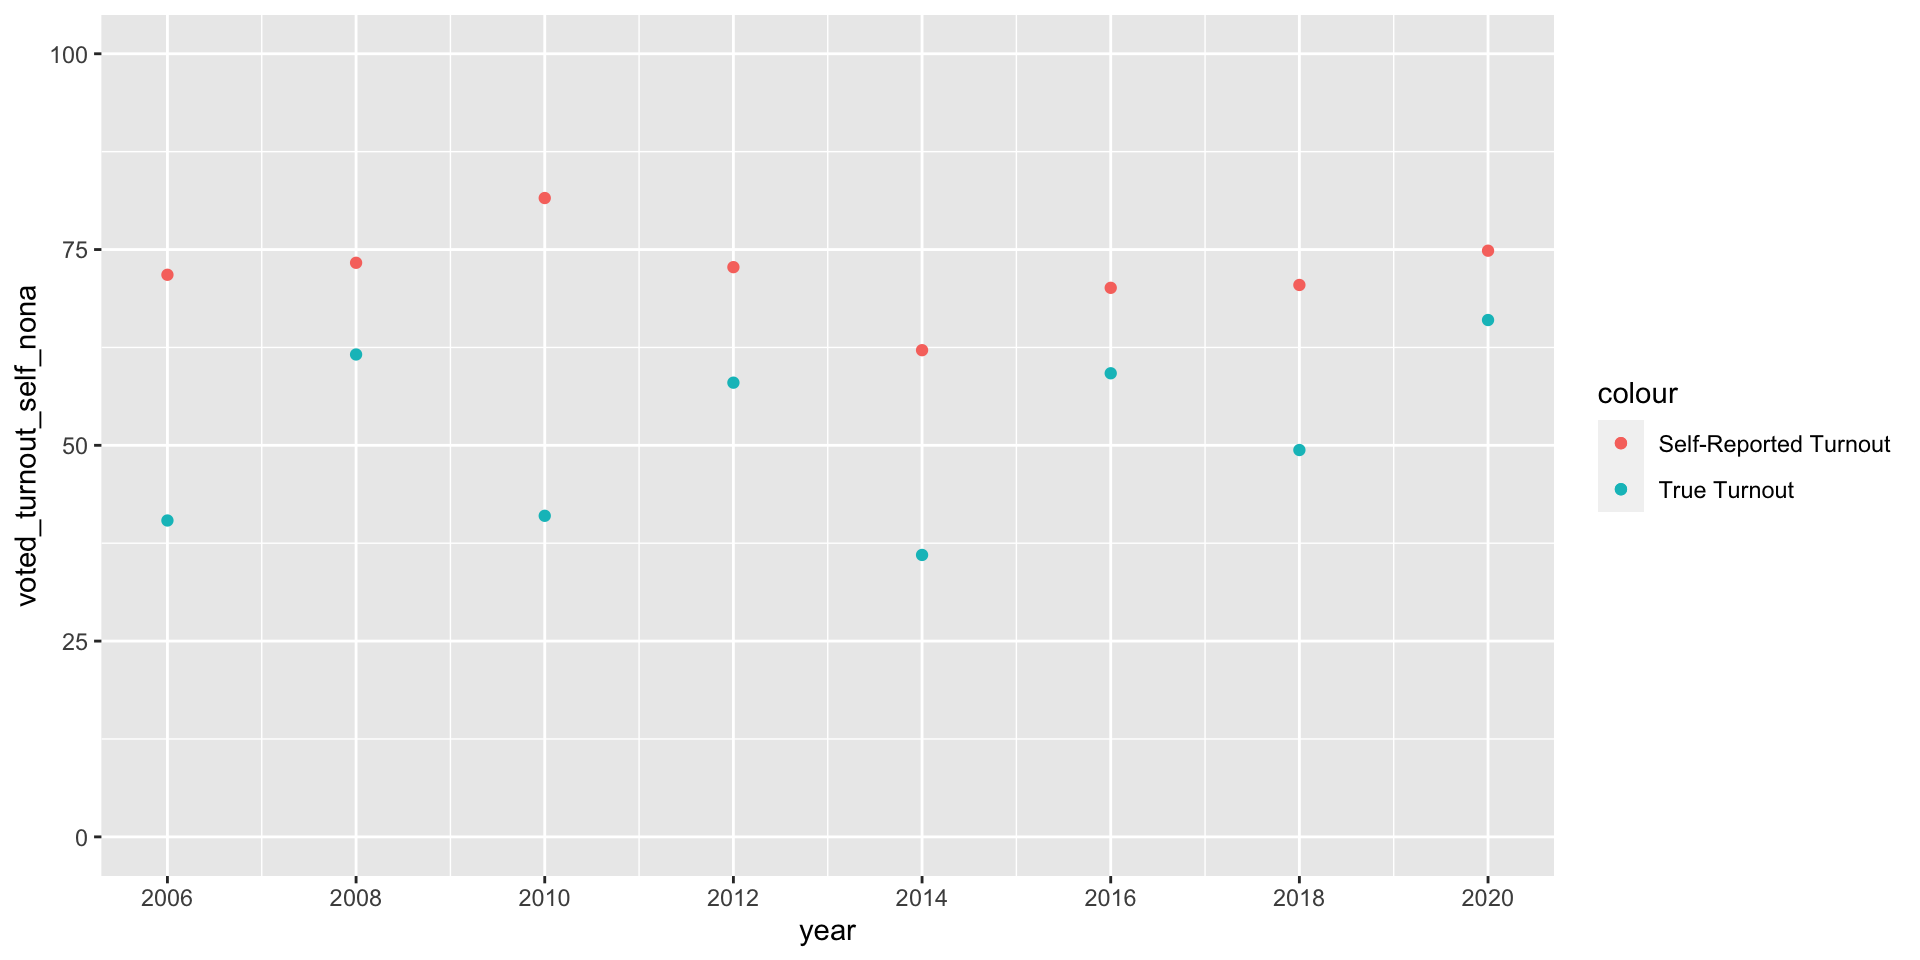 100
75
50
25
0
voted_turnout_self_nona
2006 2008 2010 2012 2014 2016 2018 2020
year
colour
Self-Reported Turnout
True Turnout